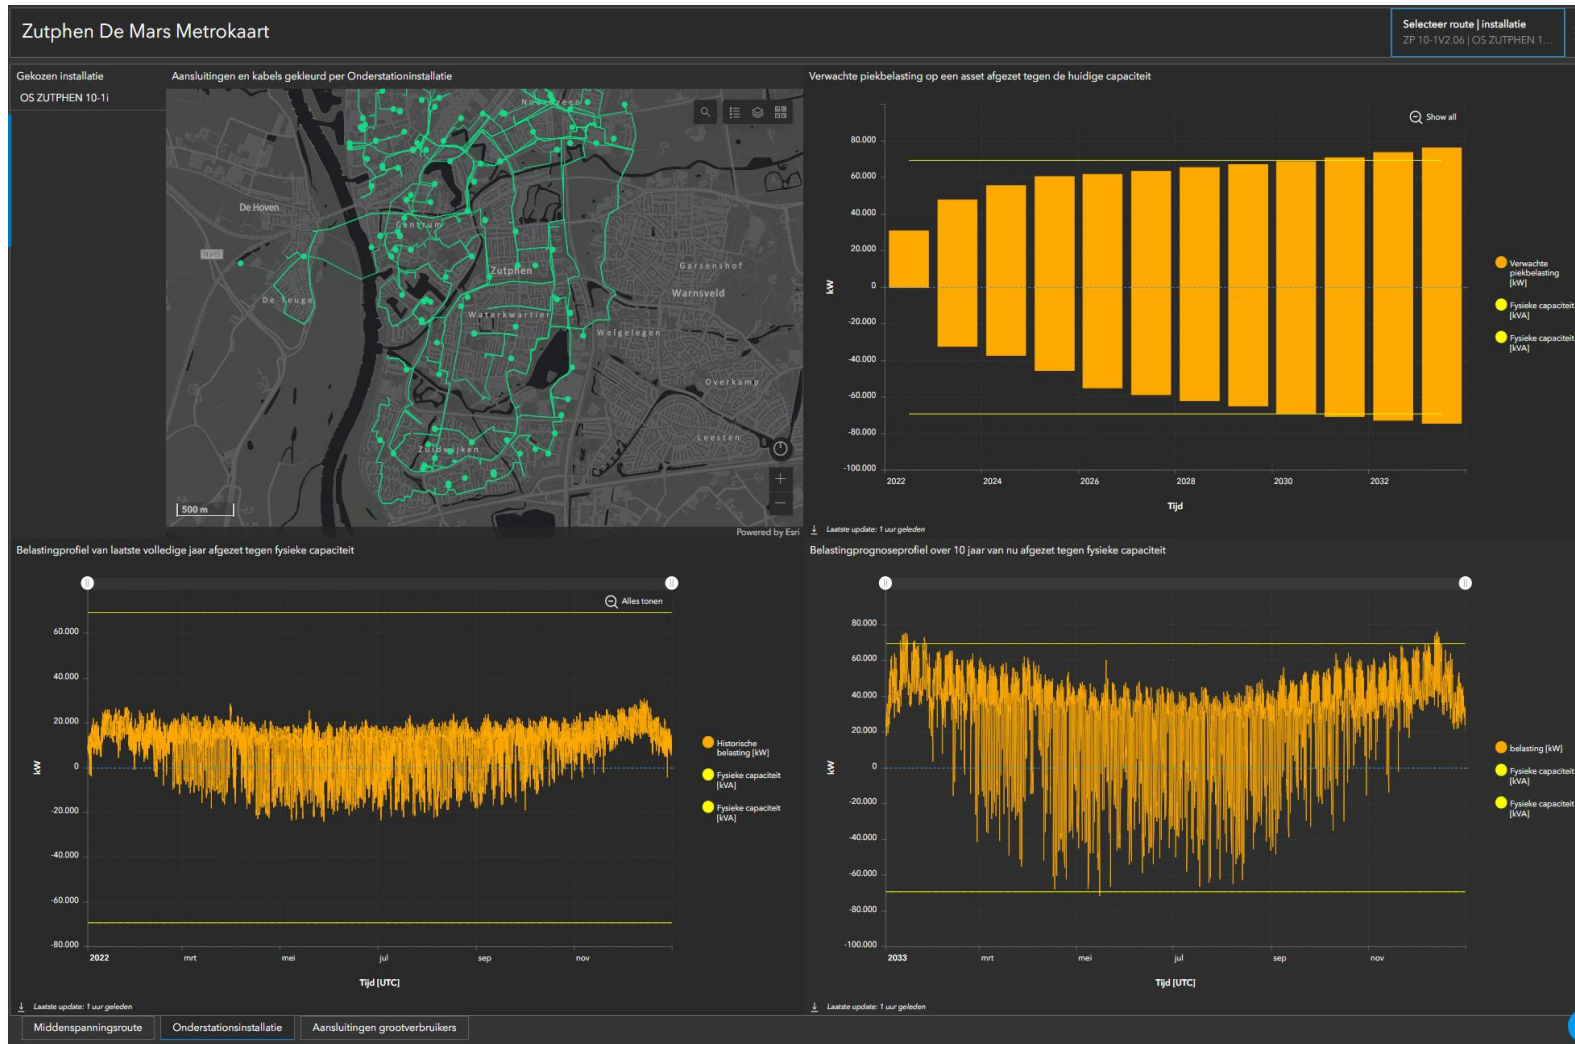 Zutphen De Mars Metrokaart
Selecteer route | installatie
ZP 10-1V2.06 | OS ZUTPHEN 1...
Gekozen installatie
OS ZUTPHEN 10-1i
Aansluitingen en kabels gekleurd per Onderstationinstallatie
De Hoven
N345
De Teuge
Centrum
Zutphen
Waterkwartier
Zuidwijken
Garsenshof
Warnsveld
Welgelegen
Overkamp
Leesten
500 m
Powered by Esri
Verwachte piekbelasting op een asset afgezet tegen de huidige capaciteit
Show all
80.000
60.000
40.000
20.000
0
-20.000
-40.000
-60.000
-80.000
-100.000
kW
2022
2024
2026
2028
2030
2032
Tijd
Verwachte
piekbelasting
[kW]
Fysieke capaciteit
[kVA]
Fysieke capaciteit
[kVA]
Laatste update: 1 uur geleden
Belastingprofiel van laatste volledige jaar afgezet tegen fysieke capaciteit
Alles tonen
60.000
40.000
20.000
0
-20.000
-40.000
-60.000
-80.000
kW
2022
mrt
mei
jul
sep
nov
Tijd [UTC]
Historische
belasting [kW]
Fysieke capaciteit
[kVA]
Fysieke capaciteit
[kVA]
Laatste update: 1 uur geleden
Belastingprognoseprofiel over 10 jaar van nu afgezet tegen fysieke capaciteit
80.000
60.000
40.000
20.000
0
-20.000
-40.000
-60.000
-80.000
-100.000
kW
2033
mrt
mei
jul
sep
nov
Tijd [UTC]
belasting [kW]
Fysieke capaciteit
[kVA]
Fysieke capaciteit
[kVA]
Laatste update: 1 uur geleden
Middenspanningsroute
Onderstationsinstallatie
Aansluitingen grootverbruikers